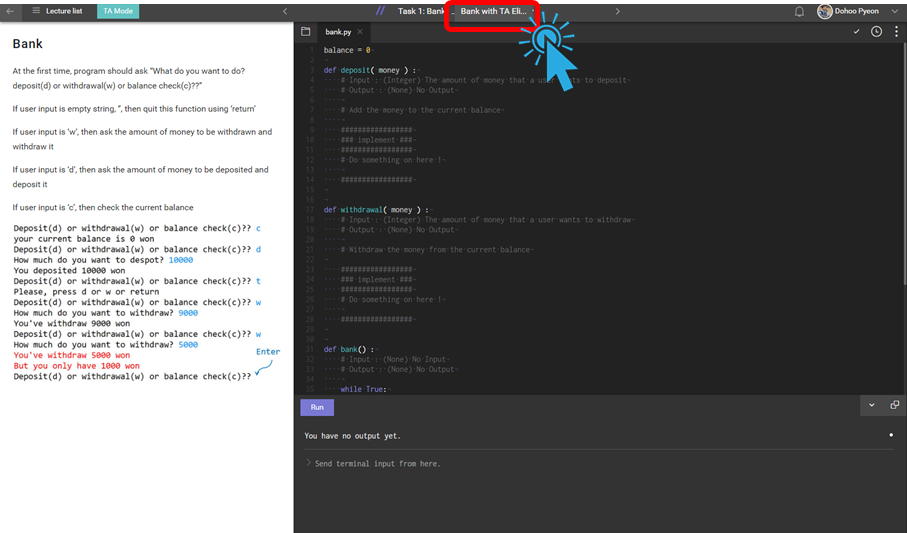 Lecture list
TA Mode
Task 1: Bank
Bank with TA Eli...
Dohoo Pyeon
Bank
At the first time, program should ask "What do you want to do?
deposit(d) or withdrawal(w) or balance check(c)??"
If user input is empty string, '', then quit this function using 'return'
If user input is 'w', then ask the amount of money to be withdrawn and
withdraw it
If user input is 'd', then ask the amount of money to be deposited and
deposit it
If user input is 'c', then check the current balance
Deposit(d) or withdrawal(w) or balance check(c)?? c
your current balance is 0 won
Deposit(d) or withdrawal(w) or balance check(c)?? d
How much do you want to despot? 10000
You deposited 10000 won
Deposit(d) or withdrawal(w) or balance check(c)?? t
Please, press d or w or return
Deposit(d) or withdrawal(w) or balance check(c)?? w
How much do you want to withdraw? 9000
You've withdraw 9000 won
Deposit(d) or withdrawal(w) or balance check(c)?? w
How much do you want to withdraw? 5000
You've withdraw 5000 won
Enter
But you only have 1000 won
Deposit(d) or withdrawal(w) or balance check(c)??
bank.py
1 balance = 0
2
3 def deposit( money ) :
4 # Input : (Integer) The amount of money that a user wants to deposit
5 # Output : (None) No Output
6
7 # Add the money to the current balance
8
9 #################
10 ### implement ###
11 #################
12 # Do something on here !
13
14 #################
15
16
17 def withdrawal( money ) :
18 # Input : (Integer) The amount of money that a user wants to withdraw
19 # Output : (None) No Output
20
21 # Withdraw the money from the current balance
22
23 #################
24 ### implement ###
25 #################
26 # Do something on here !
27
28 #################
29
30
31 def bank() :
32 # Input : (None) No Input
33 # Output : (None) No Output
34
35 while True:
Run
You have no output yet.
Send terminal input from here.